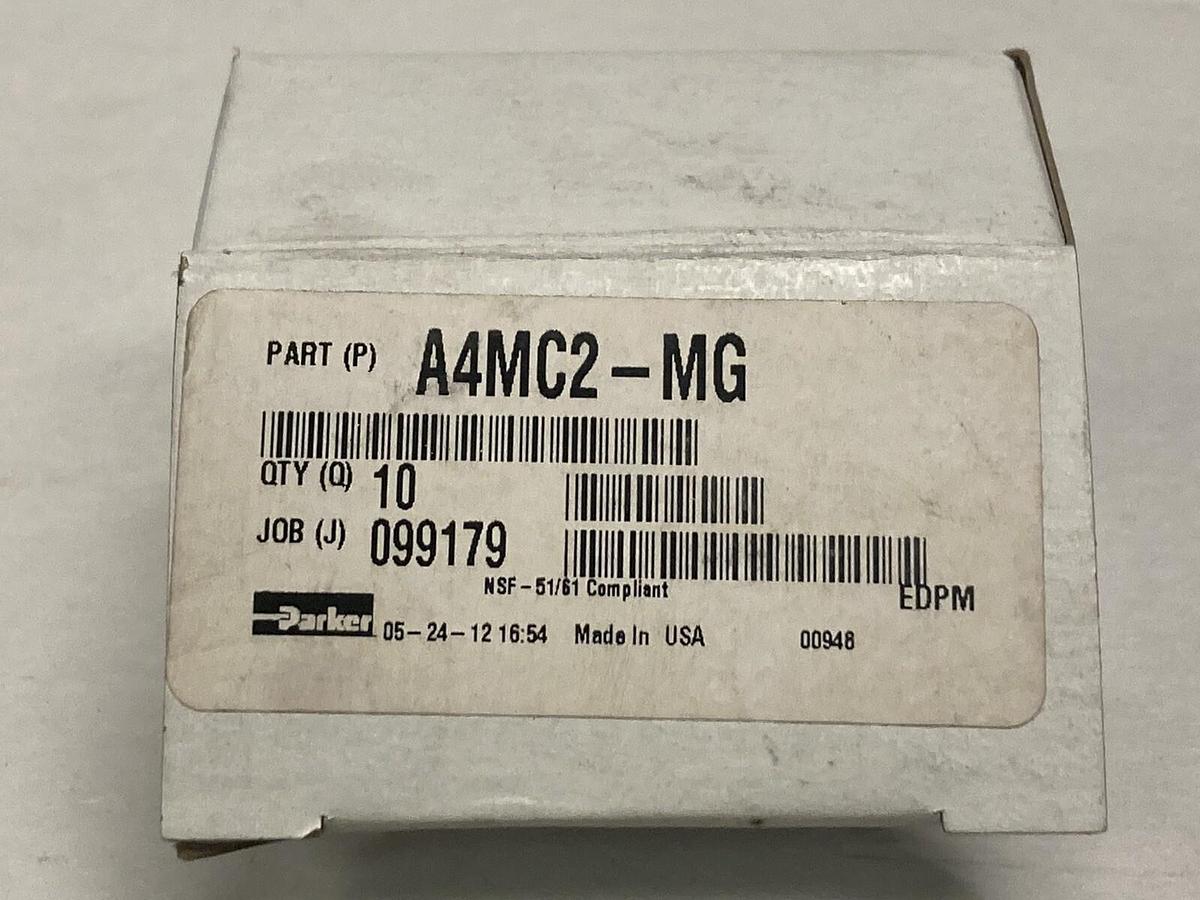 PART (P) A4MC2-MG
QTY (Q) 10
JOB (J) 099179
NSF-51/61 Compliant
EDPM
Parker 05-24-12 16:54 Made In USA 00948